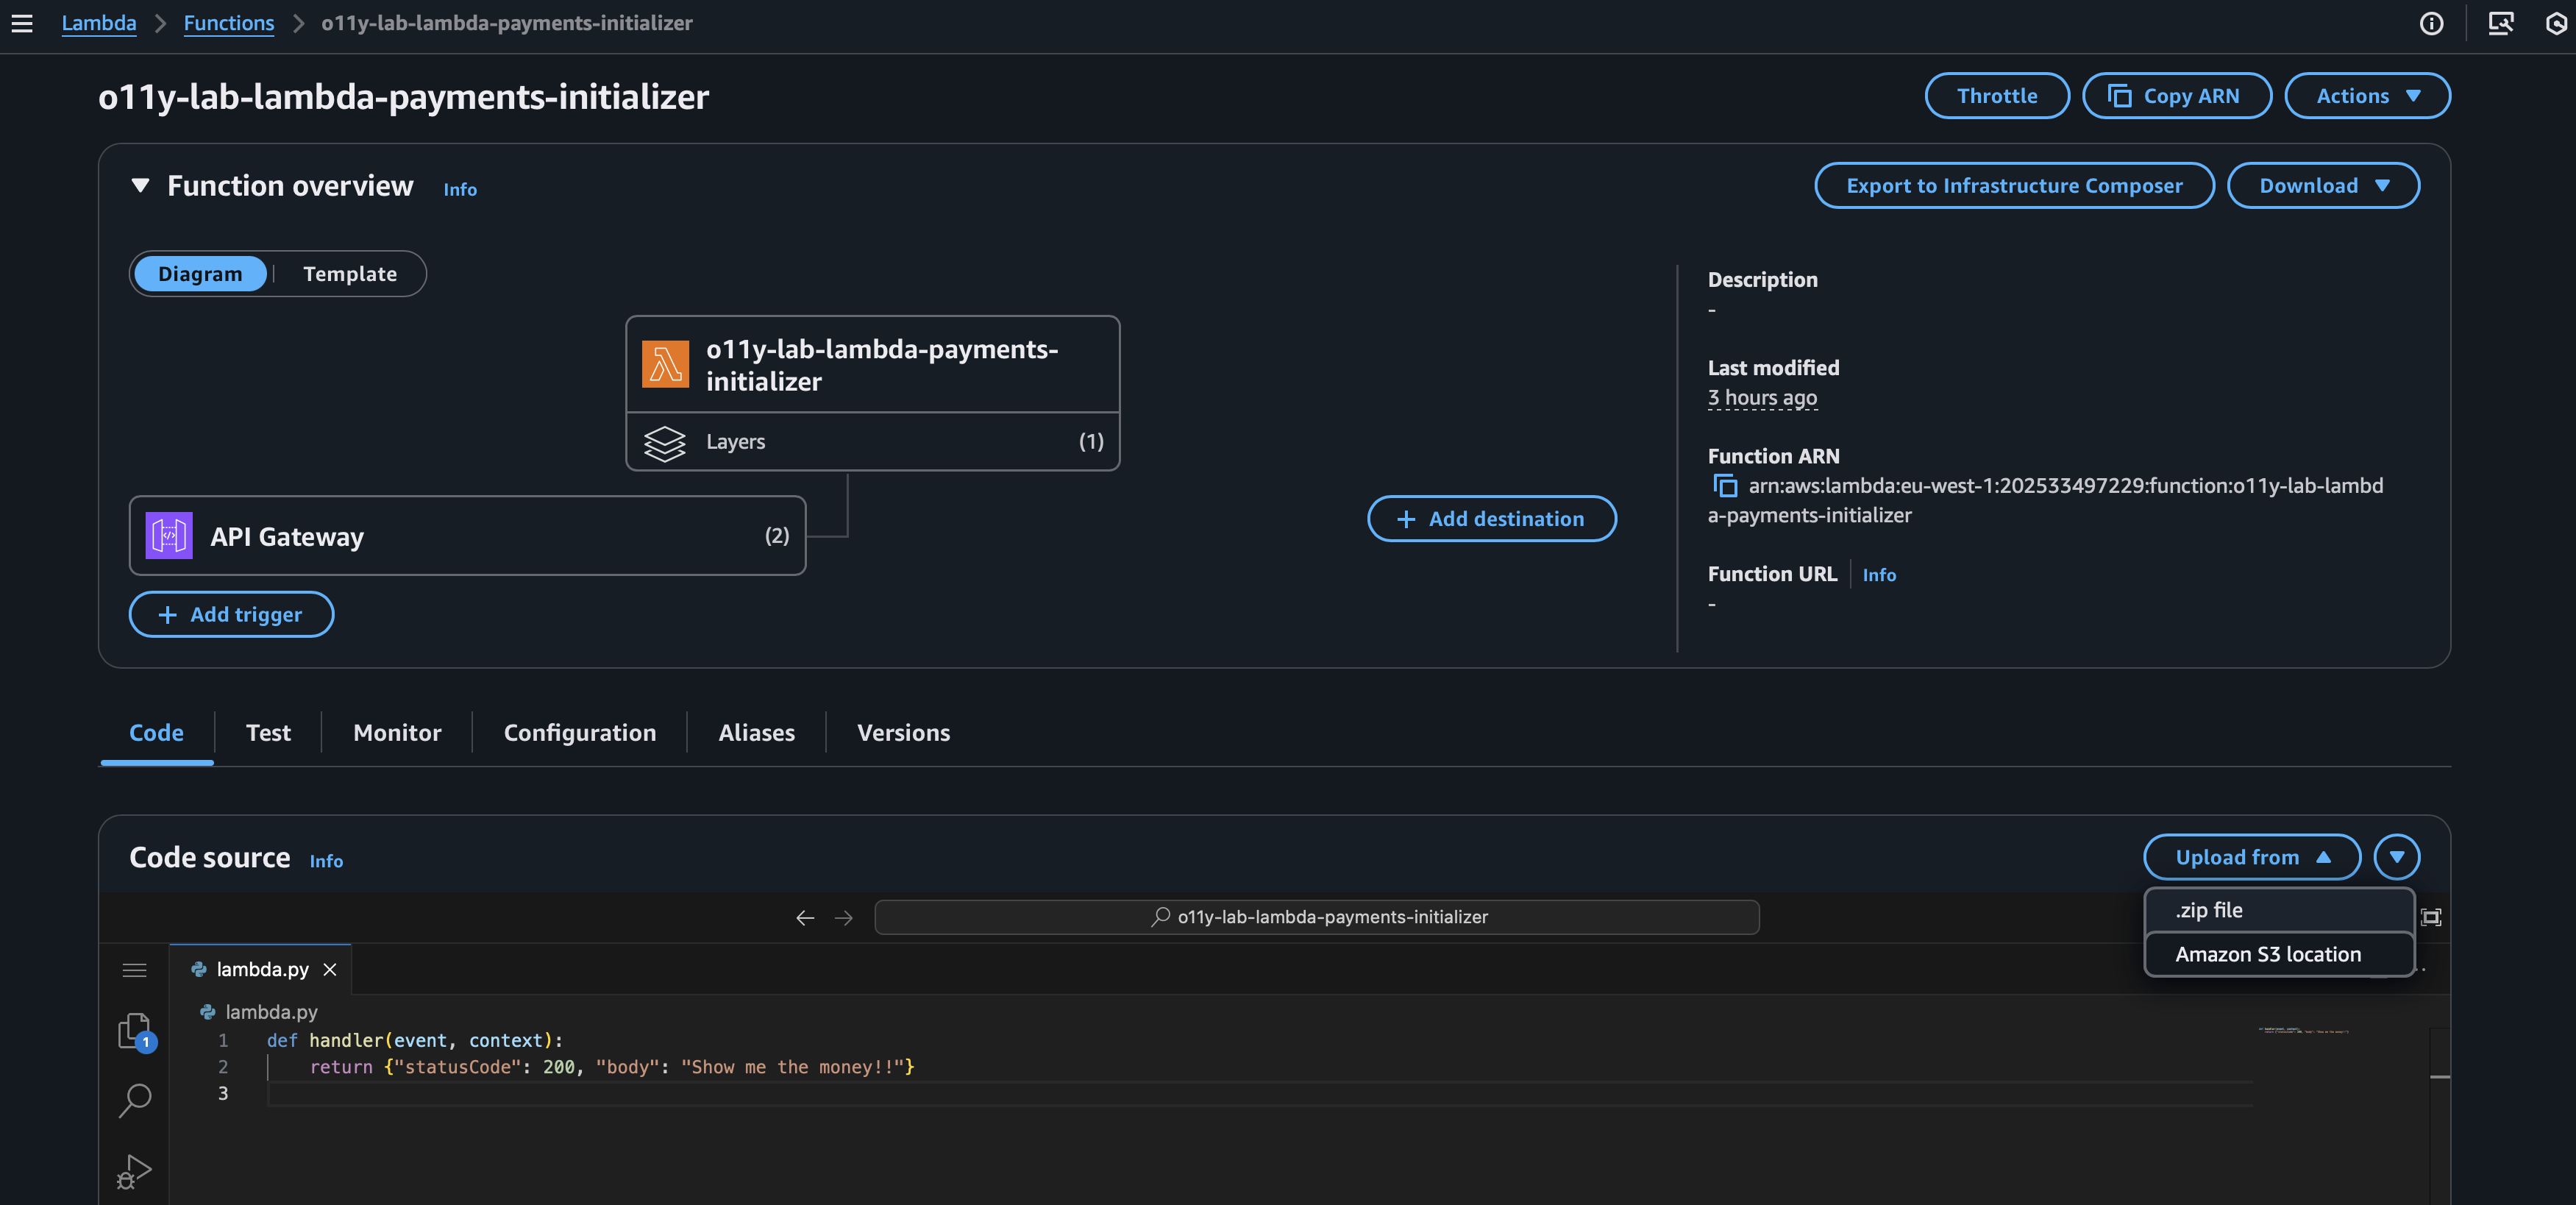 Lambda > Functions > o11y-lab-lambda-payments-initializer
o11y-lab-lambda-payments-initializer
Throttle
Copy ARN
Actions
Function overview
Info
Export to Infrastructure Composer
Download
Diagram
Template
o11y-lab-lambda-payments-
initializer
Layers
(1)
API Gateway
(2)
Add trigger
Add destination
Description
-
Last modified
3 hours ago
Function ARN
arn:aws:lambda:eu-west-1:202533497229:function:o11y-lab-lambd
a-payments-initializer
Function URL
Info
-
Code
Test
Monitor
Configuration
Aliases
Versions
Code source
Info
Upload from
.zip file
Amazon S3 location
o11y-lab-lambda-payments-initializer
lambda.py
lambda.py
1
1 def handler(event, context):
2 return {"statusCode": 200, "body": "Show me the money!!"}
3